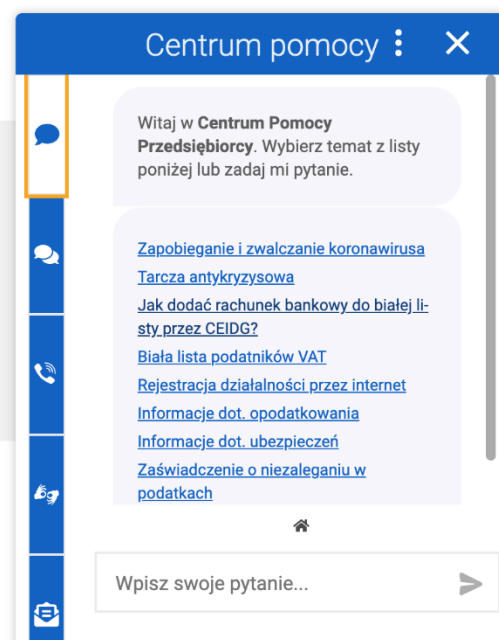 Centrum pomocy
Witaj w Centrum Pomocy
Przedsiębiorcy. Wybierz temat z listy
poniżej lub zadaj mi pytanie.
Zapobieganie i zwalczanie koronawirusa
Tarcza antykryzysowa
Jak dodać rachunek bankowy do białej li-
sty przez CEIDG?
Biała lista podatników VAT
Rejestracja działalności przez internet
Informacje dot. opodatkowania
Informacje dot. ubezpieczeń
Zaświadczenie o niezaleganiu w
podatkach
Wpisz swoje pytanie...